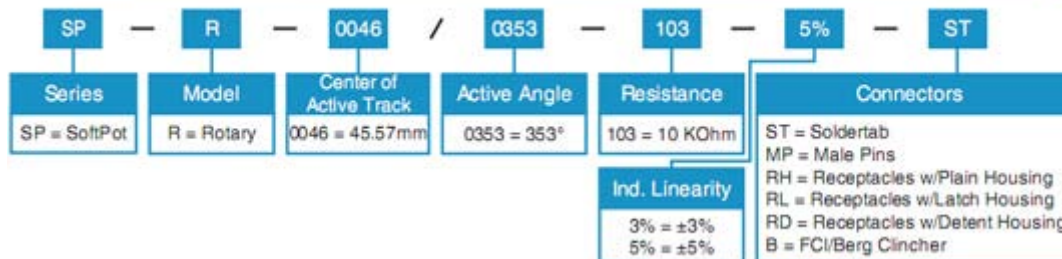 SP — R — 0046 / 0353 — 103 — 5% — ST
Series
SP = SoftPot
Model
R = Rotary
Center of
Active Track
0046 = 45.57mm
Active Angle
0353 = 353°
Resistance
103 = 10 KOhm
Ind. Linearity
3% = ±3%
5% = ±5%
Connectors
ST = Soldertab
MP = Male Pins
RH = Receptacles w/Plain Housing
RL = Receptacles w/Latch Housing
RD = Receptacles w/Detent Housing
B = FCI/Berg Clincher